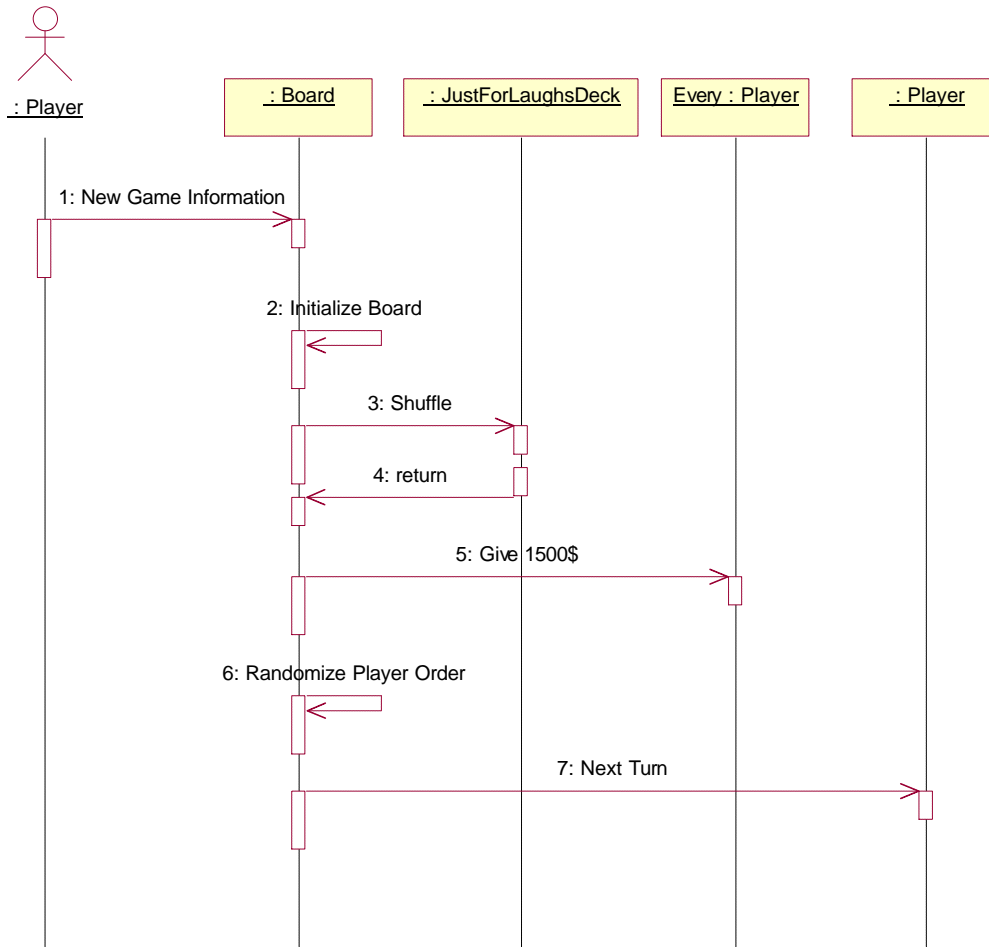 : Player
: Board
: JustForLaughsDeck
Every : Player
: Player
1: New Game Information
2: Initialize Board
3: Shuffle
4: return
5: Give 1500$
6: Randomize Player Order
7: Next Turn